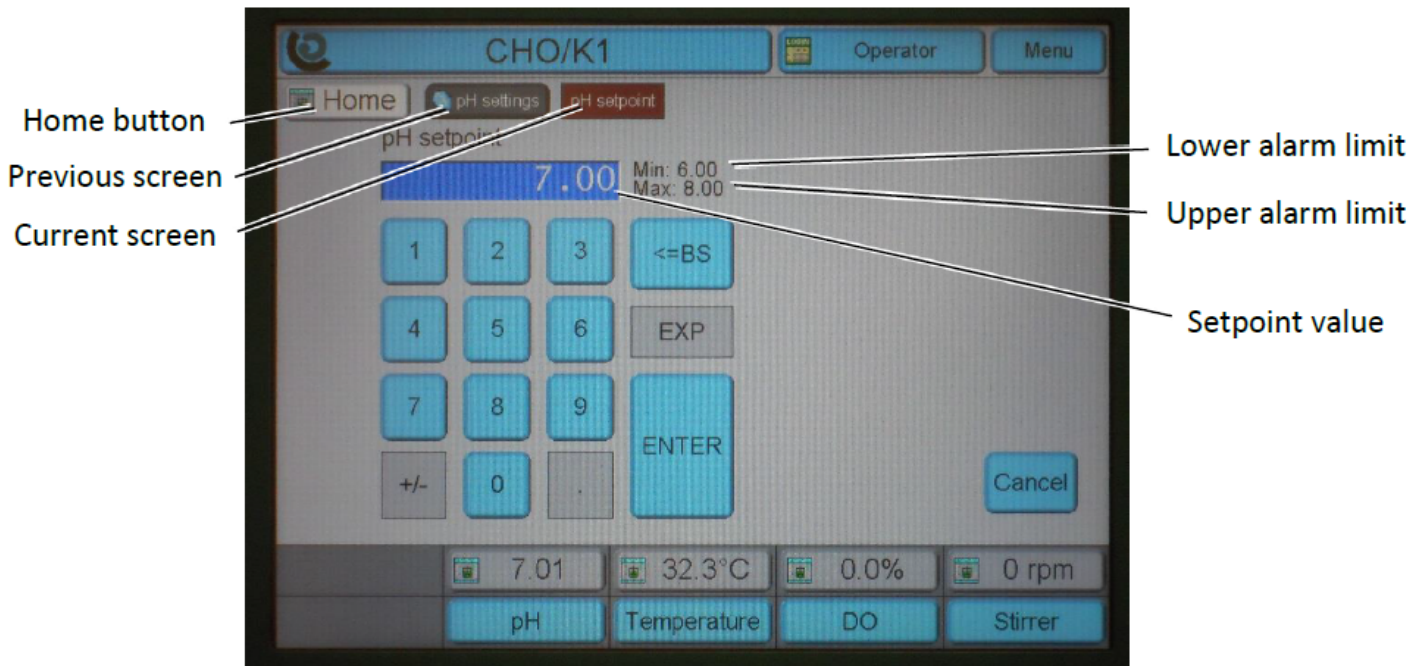 CHO/K1
LOGIN
Operator
Menu
Home
pH settings
pH setpoint
Home button
pH setpoint
Lower alarm limit
Previous screen
7.00
Min: 6.00
Max: 8.00
Upper alarm limit
Current screen
1 2 3 <=BS
Setpoint value
4 5 6 EXP
7 8 9
ENTER
+/- 0 .
Cancel
7.01 32.3°C 0.0% 0 rpm
pH Temperature DO Stirrer